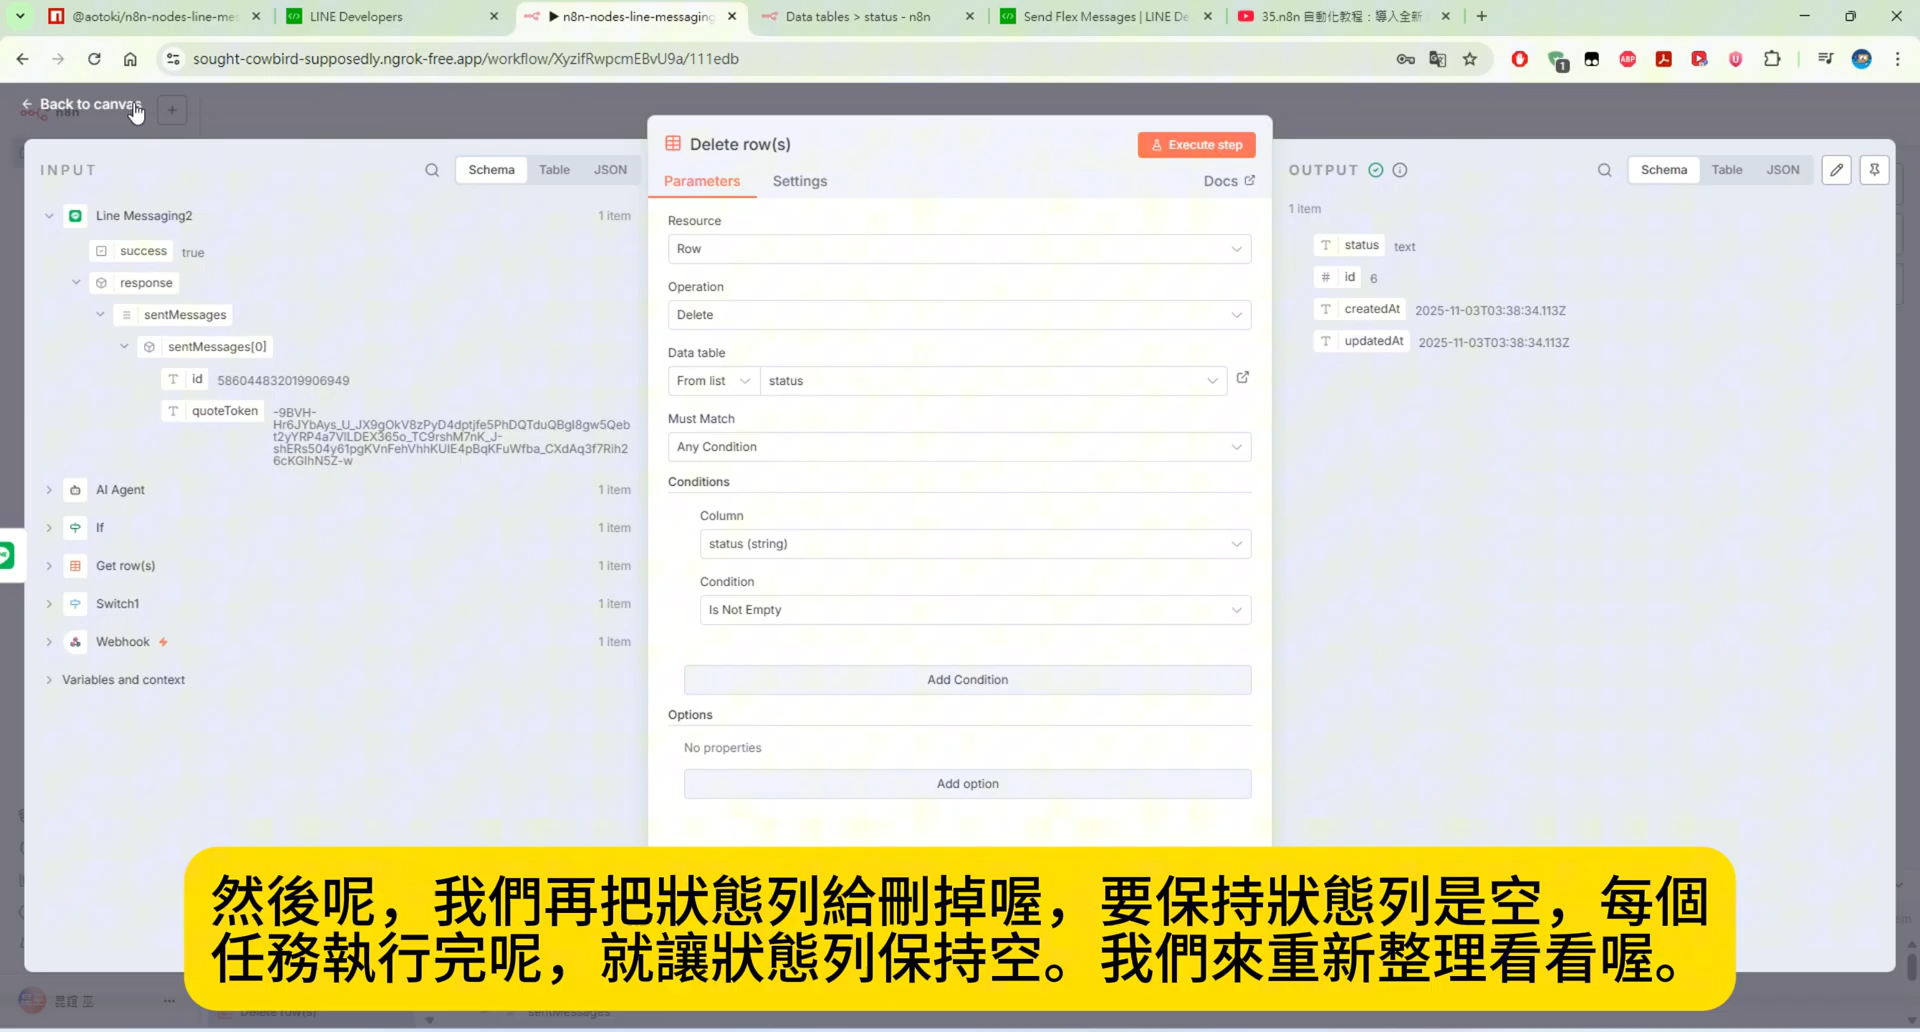 @aotoki/n8n-nodes-line-me
LINE Developers
▶ n8n-nodes-line-messaging
Data tables > status - n8n
Send Flex Messages | LINE De
35.n8n 自動化教程：導入全新
sought-cowbird-supposedly.ngrok-free.app/workflow/XyzifRwpcmEBvU9a/111edb
Back to canvas
n8n
INPUT
Schema
Table
JSON
Line Messaging2
1 item
success
true
response
sentMessages
sentMessages[0]
id
586044832019906949
quoteToken
-9BVH-
Hr6JYbAys_U_JX9gOkV8zPyD4dptjfe5PhDQTduQBgI8gw5Qeb
t2yYRP4a7VlLDEX365o_TC9rshM7nK_J-
shERs504y61pgKVnFehVhhKUlE4pBqKFuWfba_CXdAq3f7Rih2
6cKGIhN5Z-w
AI Agent
1 item
If
1 item
Get row(s)
1 item
Switch1
1 item
Webhook
1 item
Variables and context
Delete row(s)
Execute step
Parameters
Settings
Docs
Resource
Row
Operation
Delete
Data table
From list
status
Must Match
Any Condition
Conditions
Column
status (string)
Condition
Is Not Empty
Add Condition
Options
No properties
Add option
OUTPUT
Schema
Table
JSON
1 item
status
text
id
6
createdAt
2025-11-03T03:38:34.113Z
updatedAt
2025-11-03T03:38:34.113Z
然後呢，我們再把狀態列給刪掉喔，要保持狀態列是空，每個
任務執行完呢，就讓狀態列保持空。我們來重新整理看看喔。
Delete row(s)
sentMessages